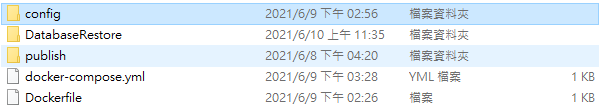 config 2021/6/9 下午 02:56 檔案資料夾
DatabaseRestore 2021/6/10 上午 11:35 檔案資料夾
publish 2021/6/8 下午 04:20 檔案資料夾
docker-compose.yml 2021/6/9 下午 03:28 YML 檔案 1 KB
Dockerfile 2021/6/9 下午 02:26 檔案 1 KB